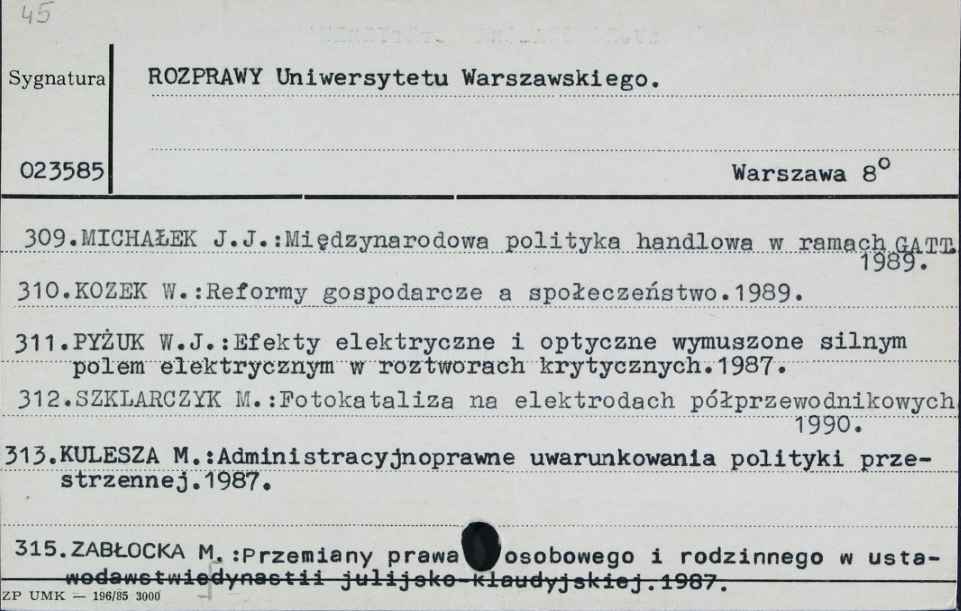 45
Sygnatura
ROZPRAWY Uniwersytetu Warszawskiego.
023585
Warszawa 8°
309.MICHAŁEK J.J.:Międzynarodowa polityka handlowa w ramach GATT.
1989.
310.KOZEK W.:Reformy gospodarcze a społeczeństwo.1989.
311.PYŻUK W.J.:Efekty elektryczne i optyczne wymuszone silnym
polem elektrycznym w roztworach krytycznych.1987.
312.SZKLARCZYK M.:Fotokataliza na elektrodach półprzewodnikowych
1990.
313.KULESZA M.:Administracyjnoprawne uwarunkowania polityki prze-
strzennej.1987.
315.ZABŁOCKA M.:Przemiany prawa osobowego i rodzinnego w usta-
wodawstwiedynastii julijsko-klaudyjskiej.1987.
ZP UMK — 196/85 3000